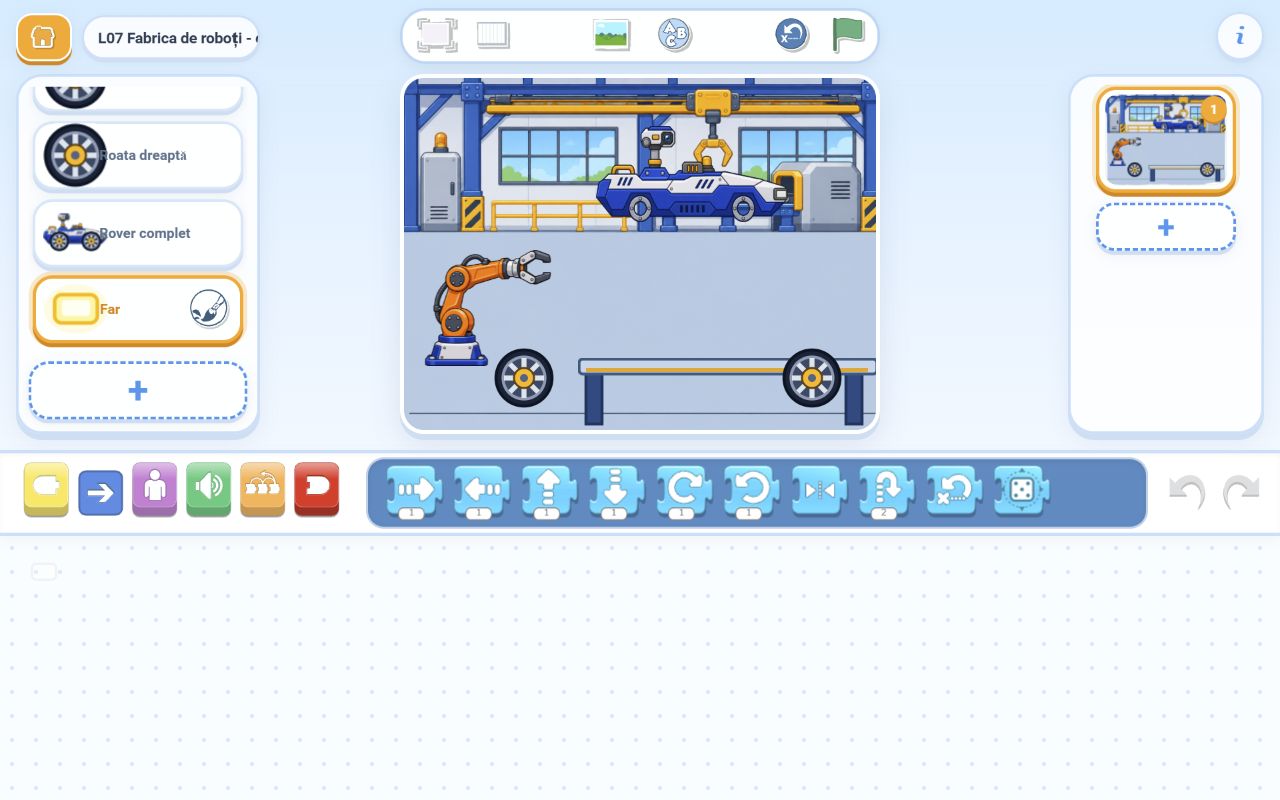 L07 Fabrica de roboți -
Roata dreaptă
Rover complet
Far
A
B
C
i
1
1
1
1
1
1
1
2